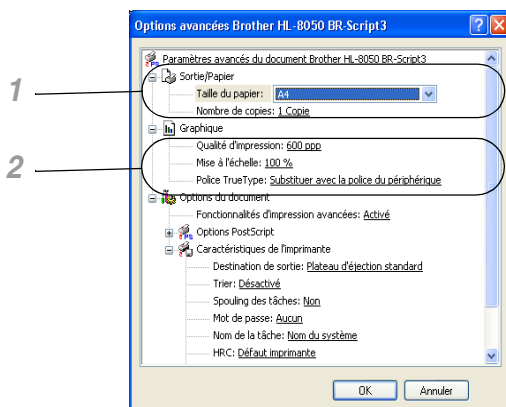 Options avancées Brother HL-8050 BR-Script3
Paramètres avancés du document Brother HL-8050 BR-Script3
1
Sortie/Papier
Taille du papier: A4
Nombre de copies: 1 Copie
Graphique
2
Qualité d'impression: 600 ppp
Mise à l'échelle: 100 %
Police TrueType: Substituer avec la police du périphérique
Options du document
Fonctionnalités d'impression avancées: Activé
Options PostScript
Caractéristiques de l'imprimante
Destination de sortie: Plateau d'éjection standard
Trier: Désactivé
Spouling des tâches: Non
Mot de passe: Aucun
Nom de la tâche: Nom du système
HRC: Défaut imprimante
OK Annuler